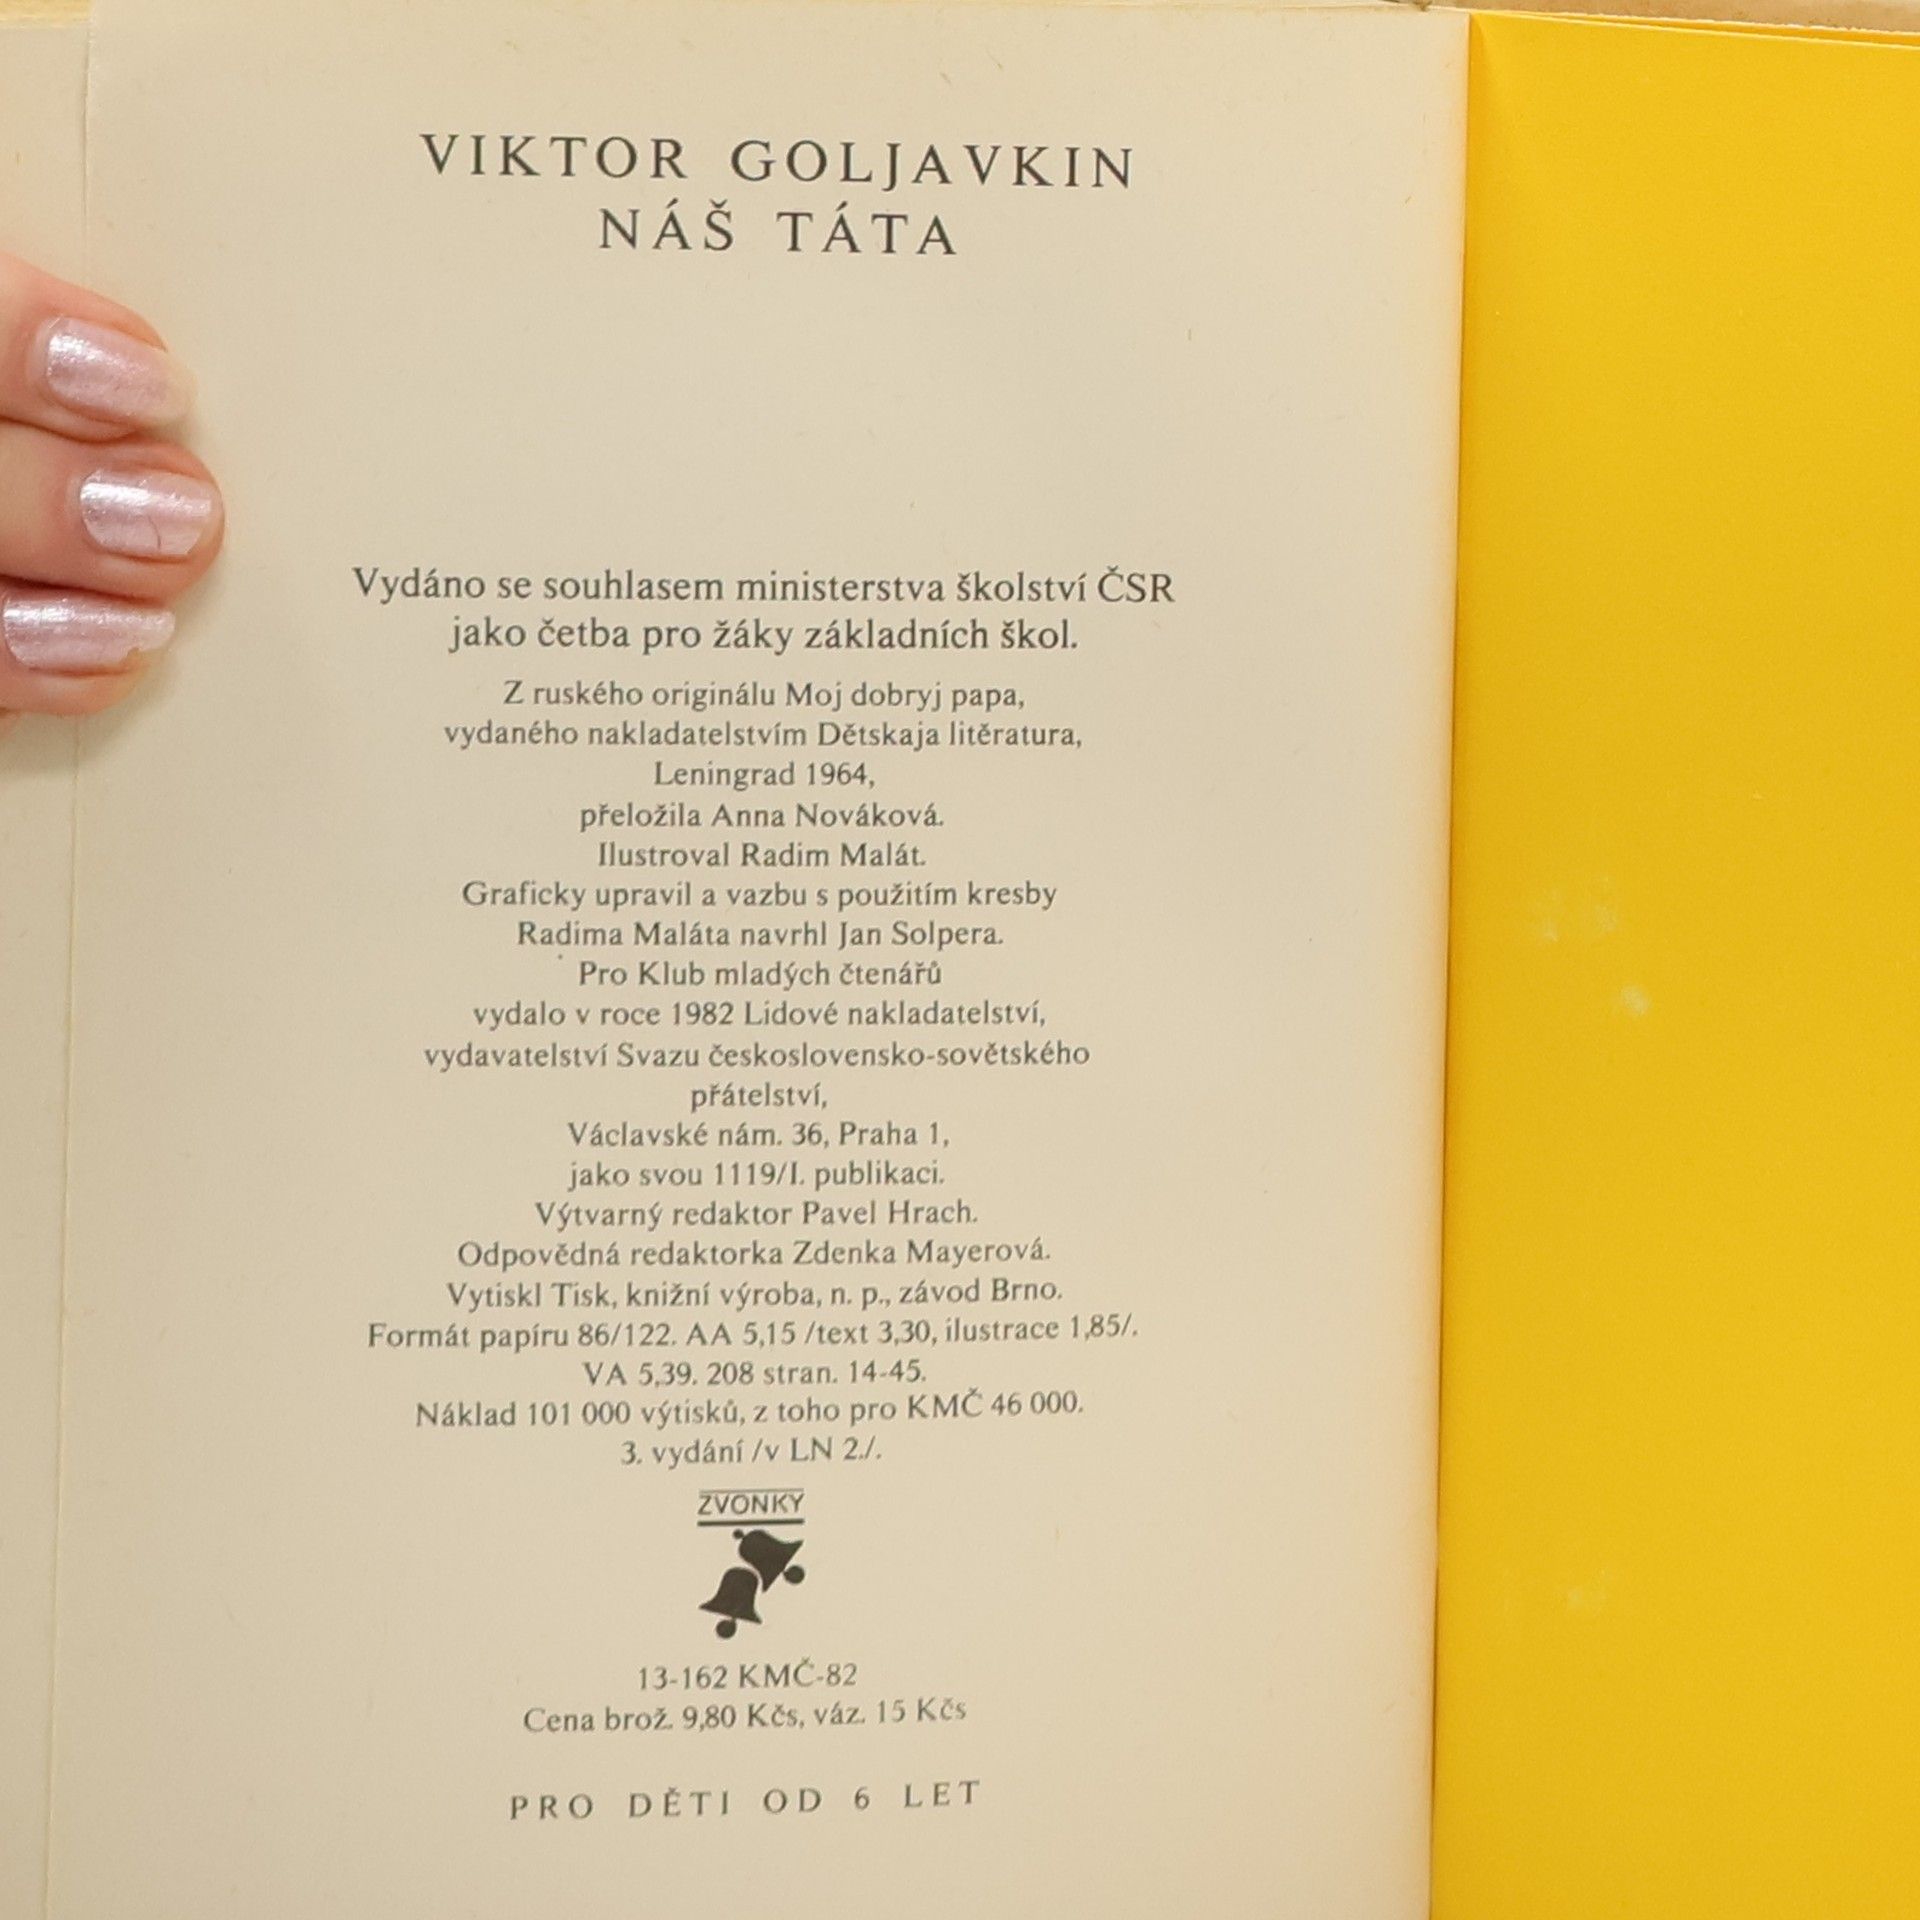 VIKTOR GOLJAVKIN
NÁŠ TÁTA
Vydáno se souhlasem ministerstva školství ČSR
jako četba pro žáky základních škol.
Z ruského originálu Moj dobryj papa,
vydaného nakladatelstvím Dětskaja litěratura,
Leningrad 1964,
přeložila Anna Nováková.
Ilustroval Radim Malát.
Graficky upravil a vazbu s použitím kresby
Radima Maláta navrhl Jan Solpera.
Pro Klub mladých čtenářů
vydalo v roce 1982 Lidové nakladatelství,
vydavatelství Svazu československo-sovětského
přátelství,
Václavské nám. 36, Praha 1,
jako svou 1119/I. publikaci.
Výtvarný redaktor Pavel Hrach.
Odpovědná redaktorka Zdenka Mayerová.
Vytiskl Tisk, knižní výroba, n. p., závod Brno.
Formát papíru 86/122. AA 5,15 /text 3,30, ilustrace 1,85/.
VA 5,39. 208 stran. 14-45.
Náklad 101 000 výtisků, z toho pro KMČ 46 000.
3. vydání /v LN 2./.
ZVONKY
13-162 KMČ-82
Cena brož. 9,80 Kčs, váz. 15 Kčs
PRO DĚTI OD 6 LET